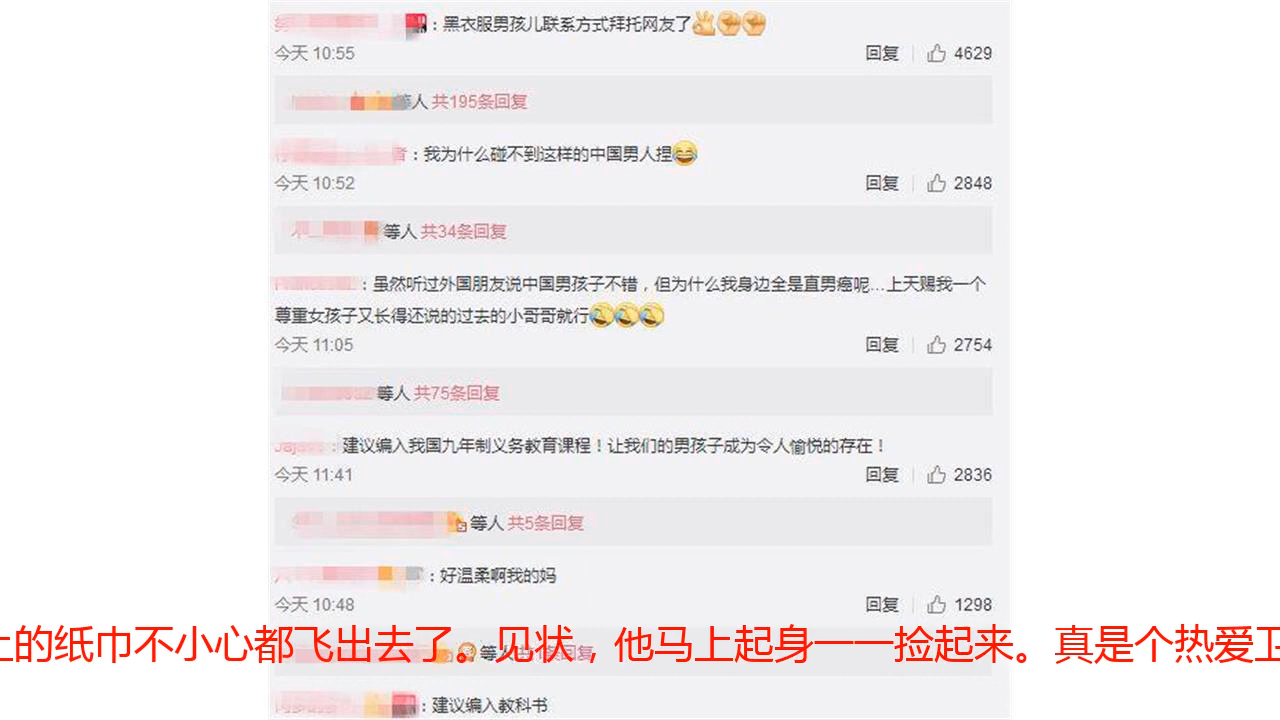 ：黑衣服男孩儿联系方式拜托网友了
今天 10:55 回复 4629
等人 共195条回复
者：我为什么碰不到这样的中国男人捏
今天 10:52 回复 2848
等人 共34条回复
：虽然听过外国朋友说中国男孩子不错，但为什么我身边全是直男癌呢...上天赐我一个
尊重女孩子又长得还说的过去的小哥哥就行
今天 11:05 回复 2754
等人 共75条回复
：建议编入我国九年制义务教育课程！让我们的男孩子成为令人愉悦的存在！
今天 11:41 回复 2836
等人 共5条回复
：好温柔啊我的妈
今天 10:48 回复 1298
上的纸巾不小心都飞出去了。见状，他马上起身一一捡起来。真是个热爱卫
等人 条回复
：建议编入教科书